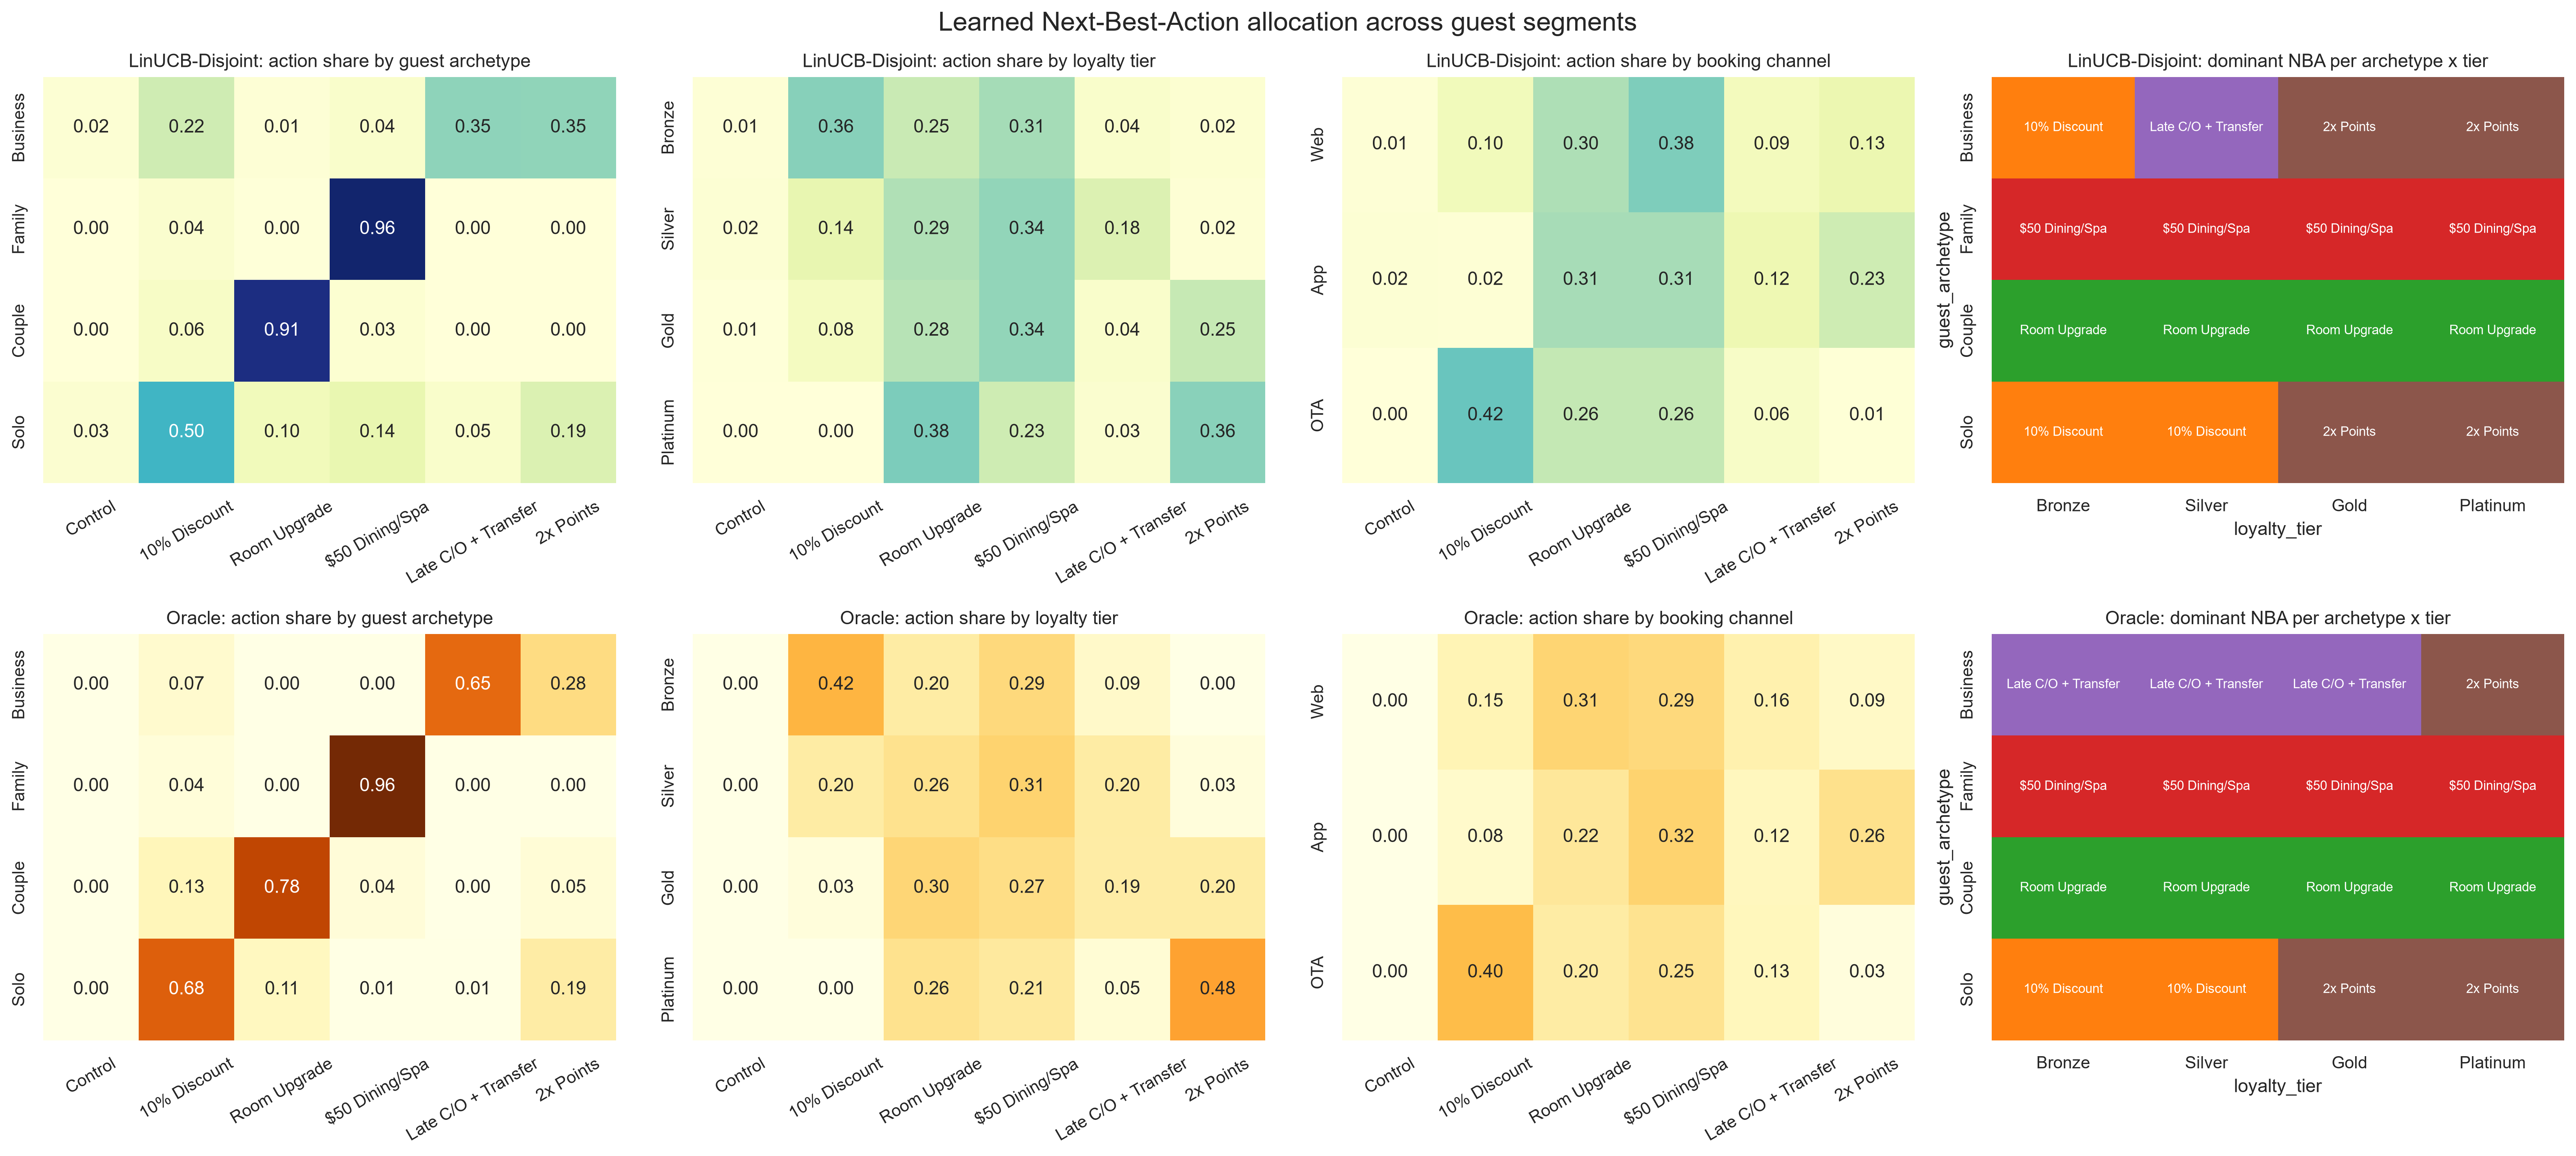 Learned Next-Best-Action allocation across guest segments
LinUCB-Disjoint: action share by guest archetype
Business 0.02 0.22 0.01 0.04 0.35 0.35
Family 0.00 0.04 0.00 0.96 0.00 0.00
Couple 0.00 0.06 0.91 0.03 0.00 0.00
Solo 0.03 0.50 0.10 0.14 0.05 0.19
Control 10% Discount Room Upgrade $50 Dining/Spa Late C/O + Transfer 2x Points
LinUCB-Disjoint: action share by loyalty tier
Bronze 0.01 0.36 0.25 0.31 0.04 0.02
Silver 0.02 0.14 0.29 0.34 0.18 0.02
Gold 0.01 0.08 0.28 0.34 0.04 0.25
Platinum 0.00 0.00 0.38 0.23 0.03 0.36
Control 10% Discount Room Upgrade $50 Dining/Spa Late C/O + Transfer 2x Points
LinUCB-Disjoint: action share by booking channel
Web 0.01 0.10 0.30 0.38 0.09 0.13
App 0.02 0.02 0.31 0.31 0.12 0.23
OTA 0.00 0.42 0.26 0.26 0.06 0.01
Control 10% Discount Room Upgrade $50 Dining/Spa Late C/O + Transfer 2x Points
LinUCB-Disjoint: dominant NBA per archetype x tier
guest_archetype
Business 10% Discount Late C/O + Transfer 2x Points 2x Points
Family $50 Dining/Spa $50 Dining/Spa $50 Dining/Spa $50 Dining/Spa
Couple Room Upgrade Room Upgrade Room Upgrade Room Upgrade
Solo 10% Discount 10% Discount 2x Points 2x Points
Bronze Silver Gold Platinum
loyalty_tier
Oracle: action share by guest archetype
Business 0.00 0.07 0.00 0.00 0.65 0.28
Family 0.00 0.04 0.00 0.96 0.00 0.00
Couple 0.00 0.13 0.78 0.04 0.00 0.05
Solo 0.00 0.68 0.11 0.01 0.01 0.19
Control 10% Discount Room Upgrade $50 Dining/Spa Late C/O + Transfer 2x Points
Oracle: action share by loyalty tier
Bronze 0.00 0.42 0.20 0.29 0.09 0.00
Silver 0.00 0.20 0.26 0.31 0.20 0.03
Gold 0.00 0.03 0.30 0.27 0.19 0.20
Platinum 0.00 0.00 0.26 0.21 0.05 0.48
Control 10% Discount Room Upgrade $50 Dining/Spa Late C/O + Transfer 2x Points
Oracle: action share by booking channel
Web 0.00 0.15 0.31 0.29 0.16 0.09
App 0.00 0.08 0.22 0.32 0.12 0.26
OTA 0.00 0.40 0.20 0.25 0.13 0.03
Control 10% Discount Room Upgrade $50 Dining/Spa Late C/O + Transfer 2x Points
Oracle: dominant NBA per archetype x tier
guest_archetype
Business Late C/O + Transfer Late C/O + Transfer Late C/O + Transfer 2x Points
Family $50 Dining/Spa $50 Dining/Spa $50 Dining/Spa $50 Dining/Spa
Couple Room Upgrade Room Upgrade Room Upgrade Room Upgrade
Solo 10% Discount 10% Discount 2x Points 2x Points
Bronze Silver Gold Platinum
loyalty_tier